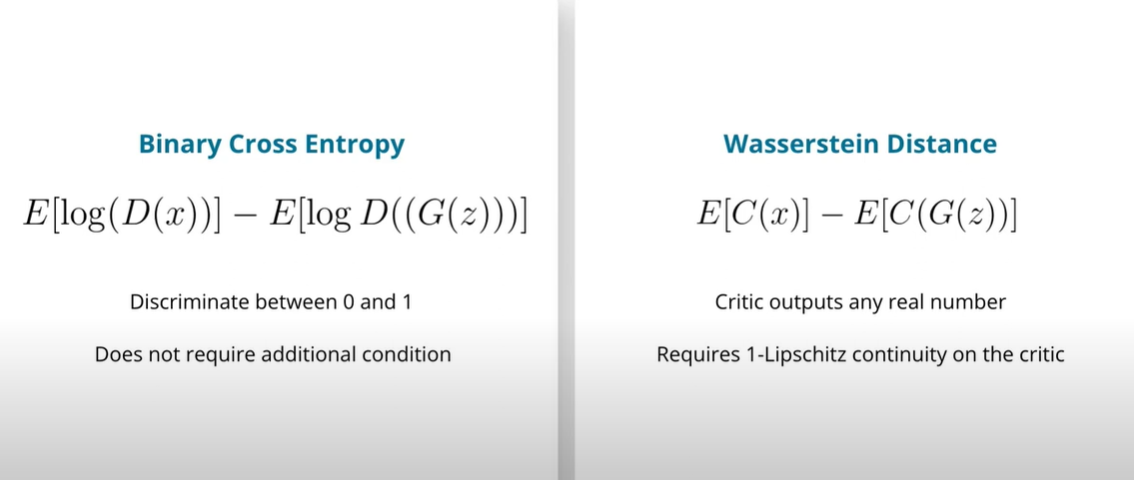 Binary Cross Entropy
E[log(D(x))] − E[log D((G(z)))]
Discriminate between 0 and 1
Does not require additional condition
Wasserstein Distance
E[C(x)] − E[C(G(z))]
Critic outputs any real number
Requires 1-Lipschitz continuity on the critic